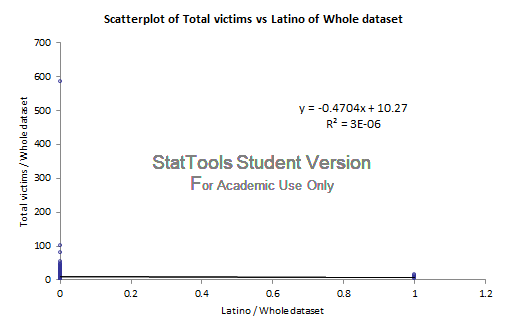 Scatterplot of Total victims vs Latino of Whole dataset
700
600
500
400
300
200
100
0
Total victims / Whole dataset
y = -0.4704x + 10.27
R² = 3E-06
StatTools Student Version
For Academic Use Only
0 0.2 0.4 0.6 0.8 1 1.2
Latino / Whole dataset